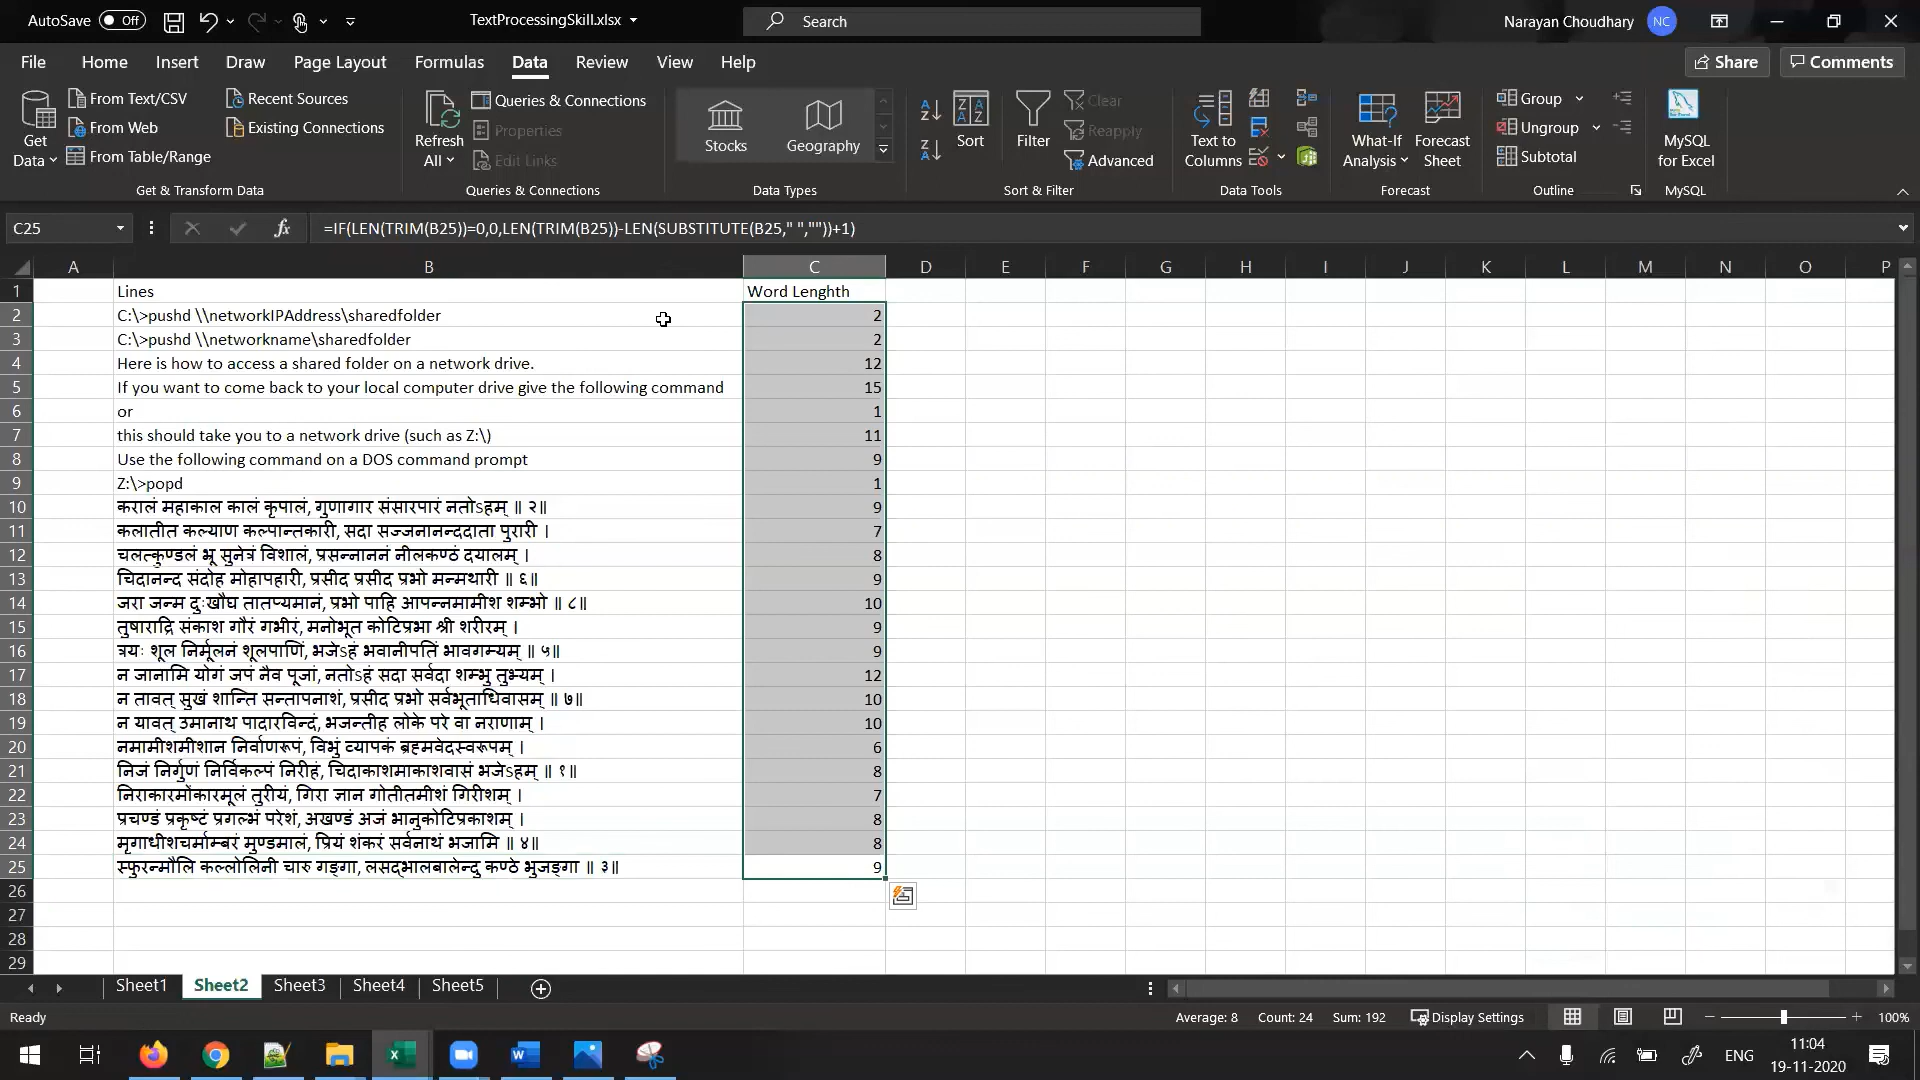 AutoSave Off TextProcessingSkill.xlsx Search Narayan Choudhary NC
File Home Insert Draw Page Layout Formulas Data Review View Help Share Comments
Get Data From Text/CSV From Web From Table/Range Recent Sources Existing Connections
Get & Transform Data
Refresh All Queries & Connections Properties Edit Links
Queries & Connections
Stocks Geography
Data Types
Sort Filter Clear Reapply Advanced
Sort & Filter
Text to Columns
Data Tools
What-If Analysis Forecast Sheet
Forecast
Group Ungroup Subtotal
Outline
MySQL for Excel
MySQL
C25 fx =IF(LEN(TRIM(B25))=0,0,LEN(TRIM(B25))-LEN(SUBSTITUTE(B25," ",""))+1)
A B C D E F G H I J K L M N O P
1 Lines Word Lenghth
2 C:\>pushd \\networkIPAddress\sharedfolder 2
3 C:\>pushd \\networkname\sharedfolder 2
4 Here is how to access a shared folder on a network drive. 12
5 If you want to come back to your local computer drive give the following command 15
6 or 1
7 this should take you to a network drive (such as Z:\) 11
8 Use the following command on a DOS command prompt 9
9 Z:\>popd 1
10 करालं महाकाल कालं कृपालं, गुणागार संसारपारं नतोऽहम् ॥ २॥ 9
11 कलातीत कल्याण कल्पान्तकारी, सदा सज्जनानन्ददाता पुरारी । 7
12 चलत्कुण्डलं भ्रू सुनेत्रं विशालं, प्रसन्नाननं नीलकण्ठं दयालम् । 8
13 चिदानन्द संदोह मोहापहारी, प्रसीद प्रसीद प्रभो मन्मथारी ॥ ६॥ 9
14 जरा जन्म दुःखौघ तातप्यमानं, प्रभो पाहि आपन्नमामीश शम्भो ॥ ८॥ 10
15 तुषाराद्रि संकाश गौरं गभीरं, मनोभूत कोटिप्रभा श्री शरीरम् । 9
16 त्रयः शूल निर्मूलनं शूलपाणिं, भजेऽहं भवानीपतिं भावगम्यम् ॥ ५॥ 9
17 न जानामि योगं जपं नैव पूजां, नतोऽहं सदा सर्वदा शम्भु तुभ्यम् । 12
18 न तावत् सुखं शान्ति सन्तापनाशं, प्रसीद प्रभो सर्वभूताधिवासम् ॥ ७॥ 10
19 न यावत् उमानाथ पादारविन्दं, भजन्तीह लोके परे वा नराणाम् । 10
20 नमामीशमीशान निर्वाणरूपं, विभुं व्यापकं ब्रह्मवेदस्वरूपम् । 6
21 निजं निर्गुणं निर्विकल्पं निरीहं, चिदाकाशमाकाशवासं भजेऽहम् ॥ १॥ 8
22 निराकारमोंकारमूलं तुरीयं, गिरा ज्ञान गोतीतमीशं गिरीशम् । 7
23 प्रचण्डं प्रकृष्टं प्रगल्भं परेशं, अखण्डं अजं भानुकोटिप्रकाशम् । 8
24 मृगाधीशचर्माम्बरं मुण्डमालं, प्रियं शंकरं सर्वनाथं भजामि ॥ ४॥ 8
25 स्फुरन्मौलि कल्लोलिनी चारु गङ्गा, लसद्भालबालेन्दु कण्ठे भुजङ्गा ॥ ३॥ 9
26
27
28
29
Sheet1 Sheet2 Sheet3 Sheet4 Sheet5
Ready Average: 8 Count: 24 Sum: 192 Display Settings 100%
ENG 11:04
19-11-2020